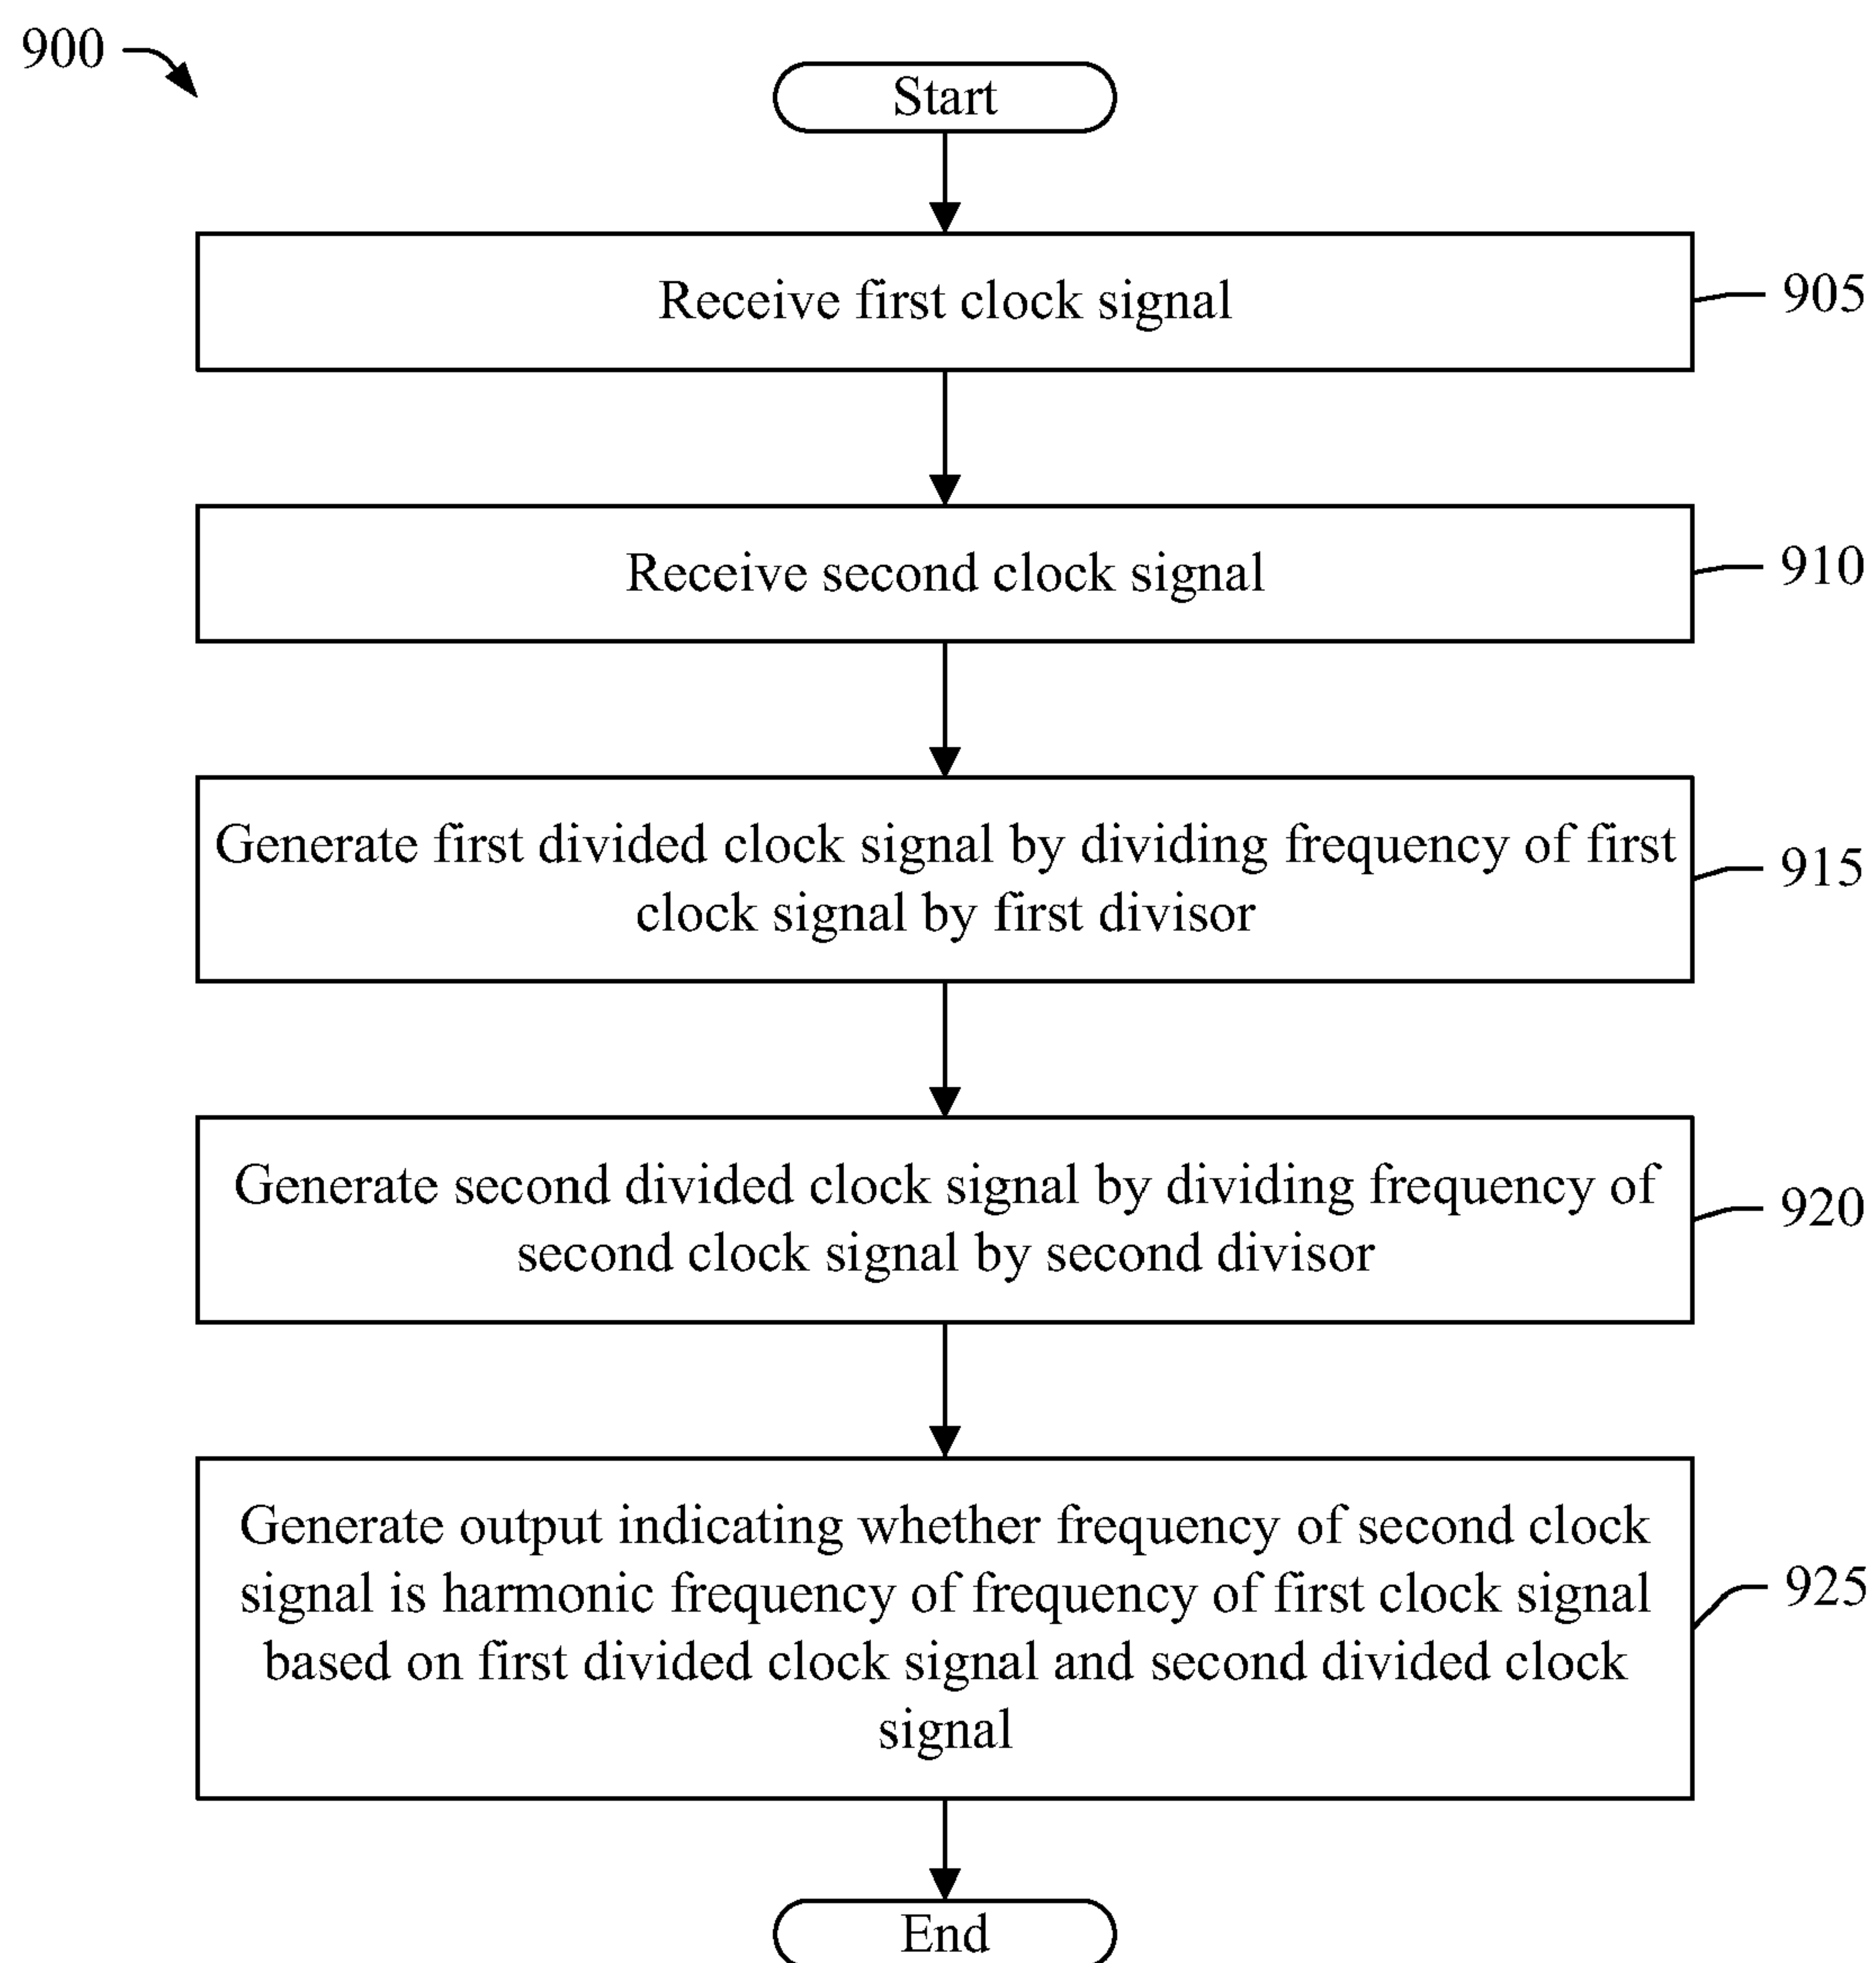 900
Start
Receive first clock signal
905
Receive second clock signal
910
Generate first divided clock signal by dividing frequency of first
clock signal by first divisor
915
Generate second divided clock signal by dividing frequency of
second clock signal by second divisor
920
Generate output indicating whether frequency of second clock
signal is harmonic frequency of frequency of first clock signal
based on first divided clock signal and second divided clock
signal
925
End